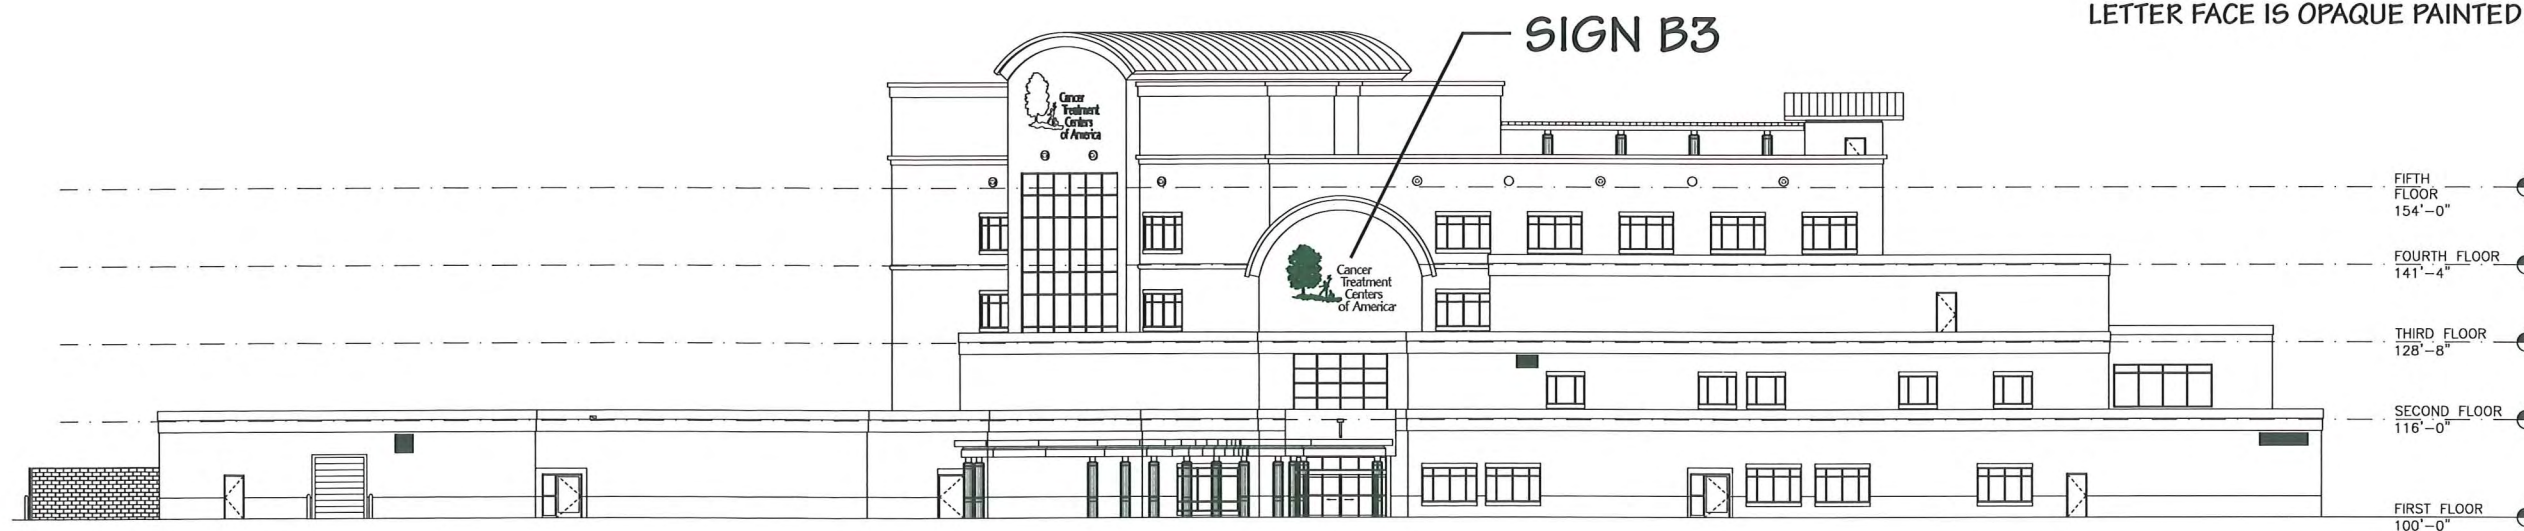 LETTER FACE IS OPAQUE PAINTED
SIGN B3
Cancer
Treatment
Centers
of America
FIFTH
FLOOR
154'-0"
Cancer
Treatment
Centers
of America
FOURTH FLOOR
141'-4"
THIRD FLOOR
128'-8"
SECOND FLOOR
116'-0"
FIRST FLOOR
100'-0"